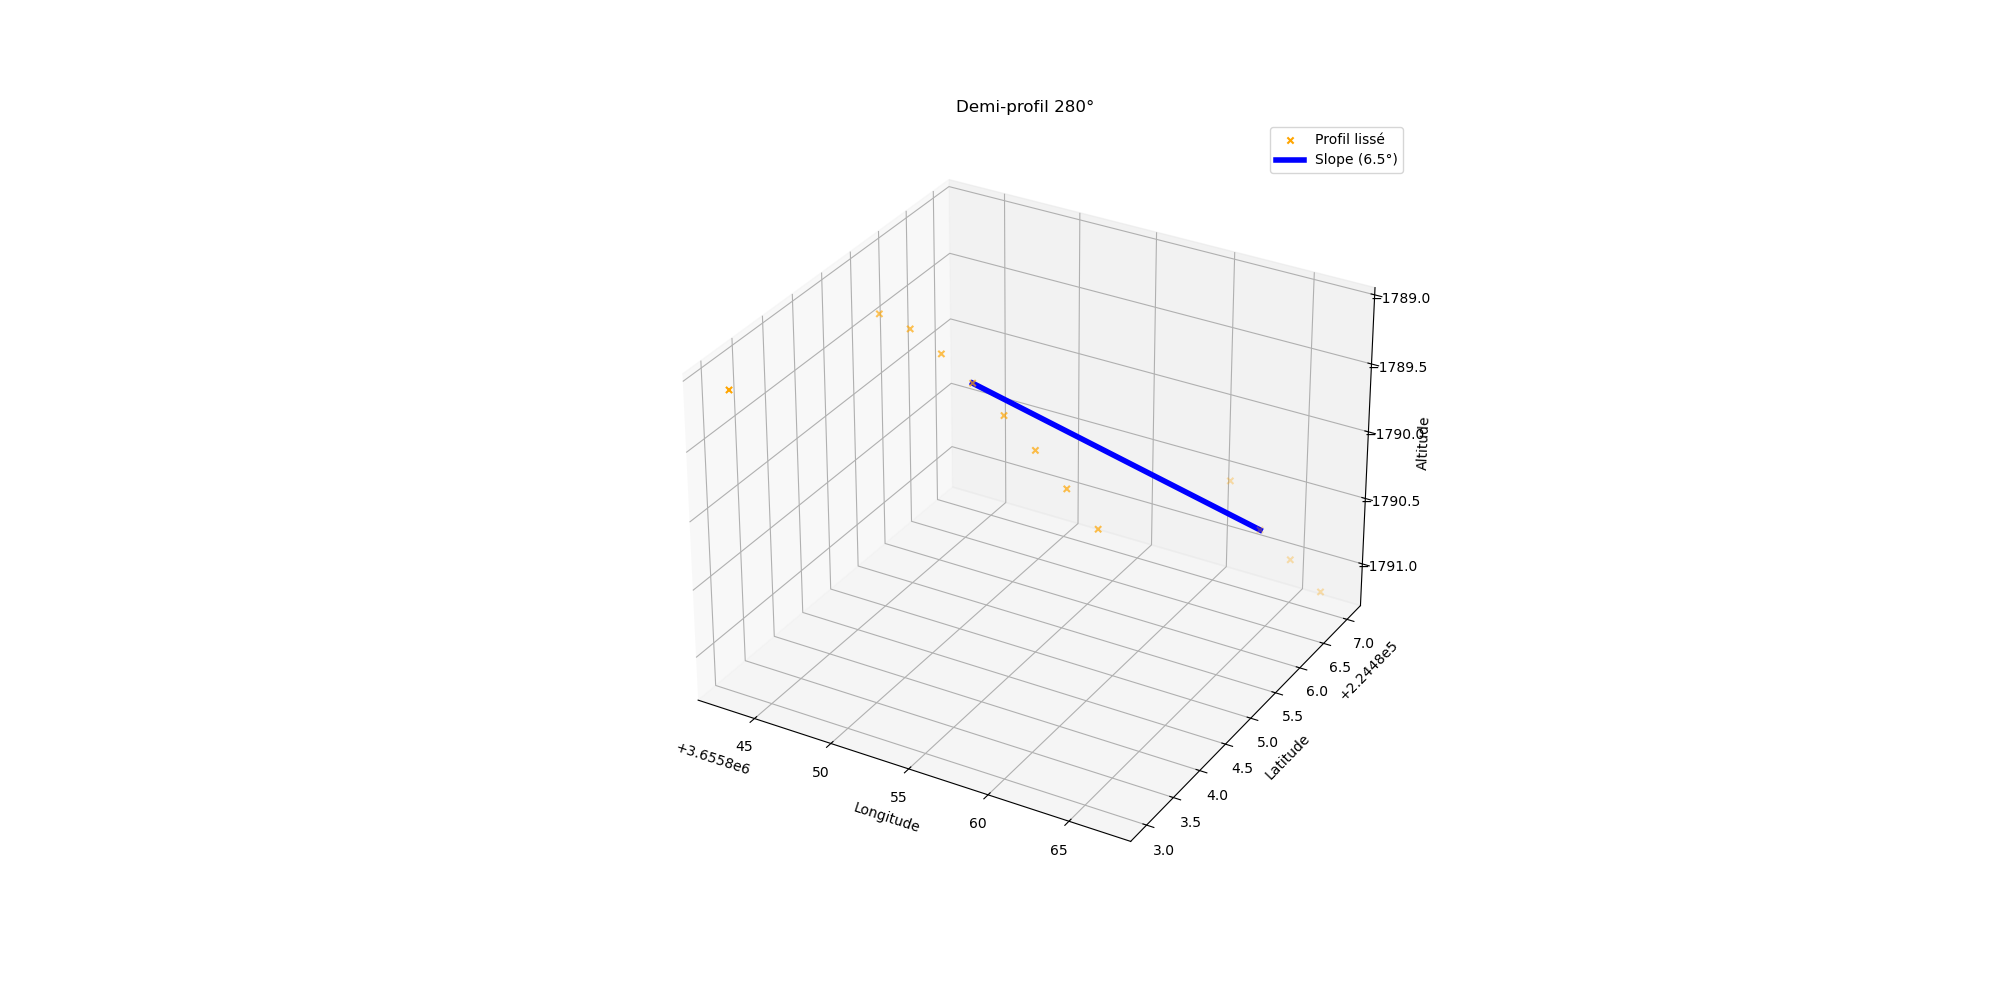 Demi-profil 280°
Profil lissé
Slope (6.5°)
−1789.0
−1789.5
−1790.0
−1790.5
−1791.0
Altitude
7.0
6.5
6.0
5.5
5.0
4.5
4.0
3.5
3.0
+2.2448e5
Latitude
45
50
55
60
65
+3.6558e6
Longitude